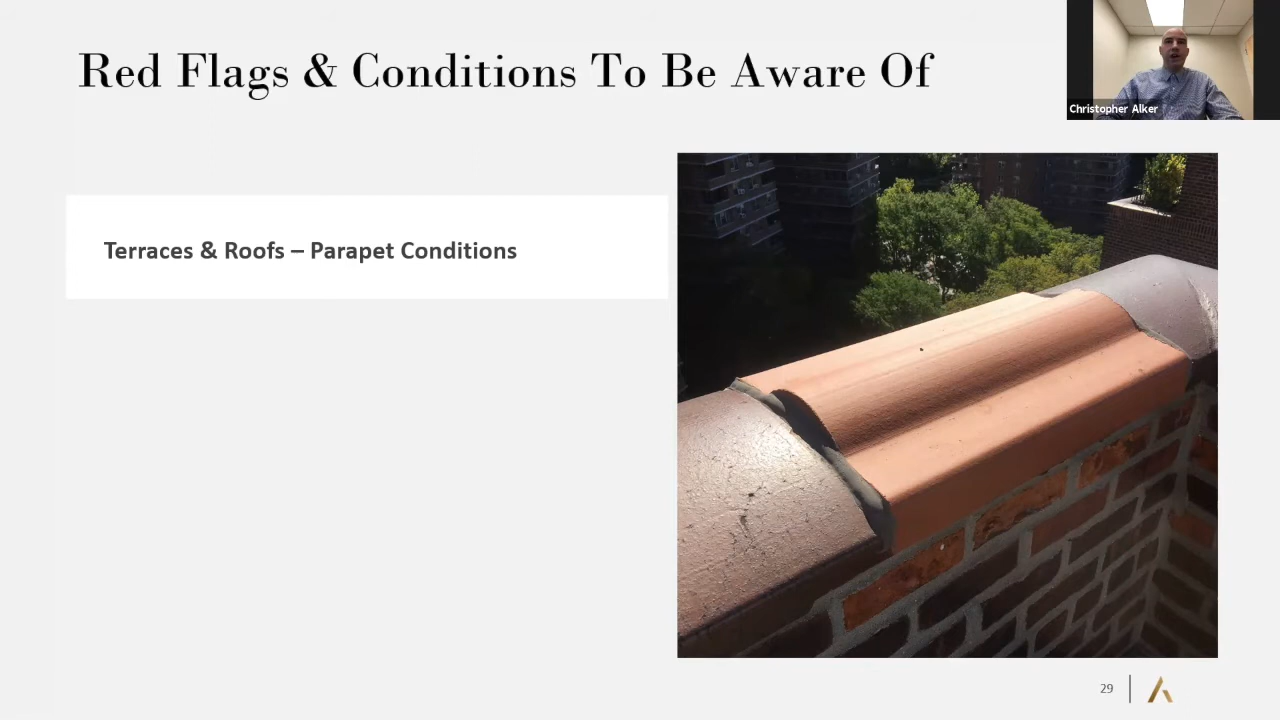 Red Flags & Conditions To Be Aware Of
Christopher Alker
Terraces & Roofs – Parapet Conditions
29